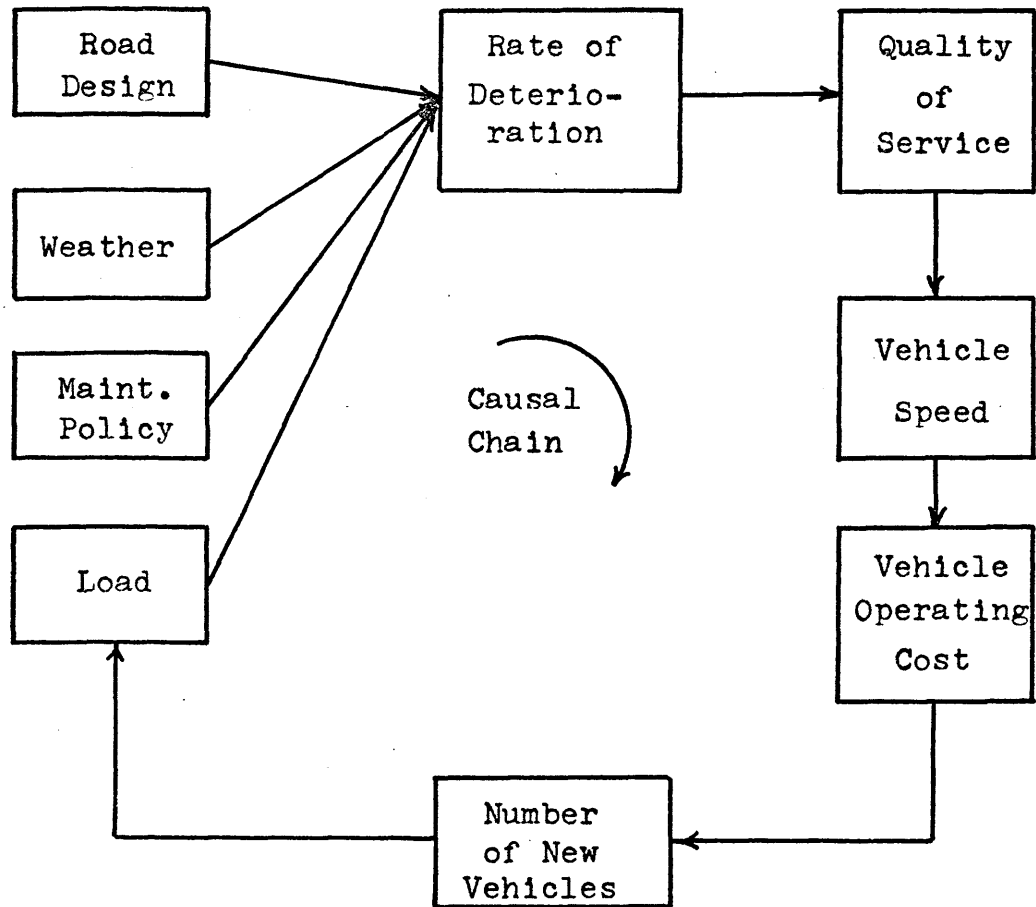 Road
Design
Rate of
Deterio-
ration
Quality
of
Service
Weather
Maint.
Policy
Load
Causal
Chain
Vehicle
Speed
Vehicle
Operating
Cost
Number
of New
Vehicles